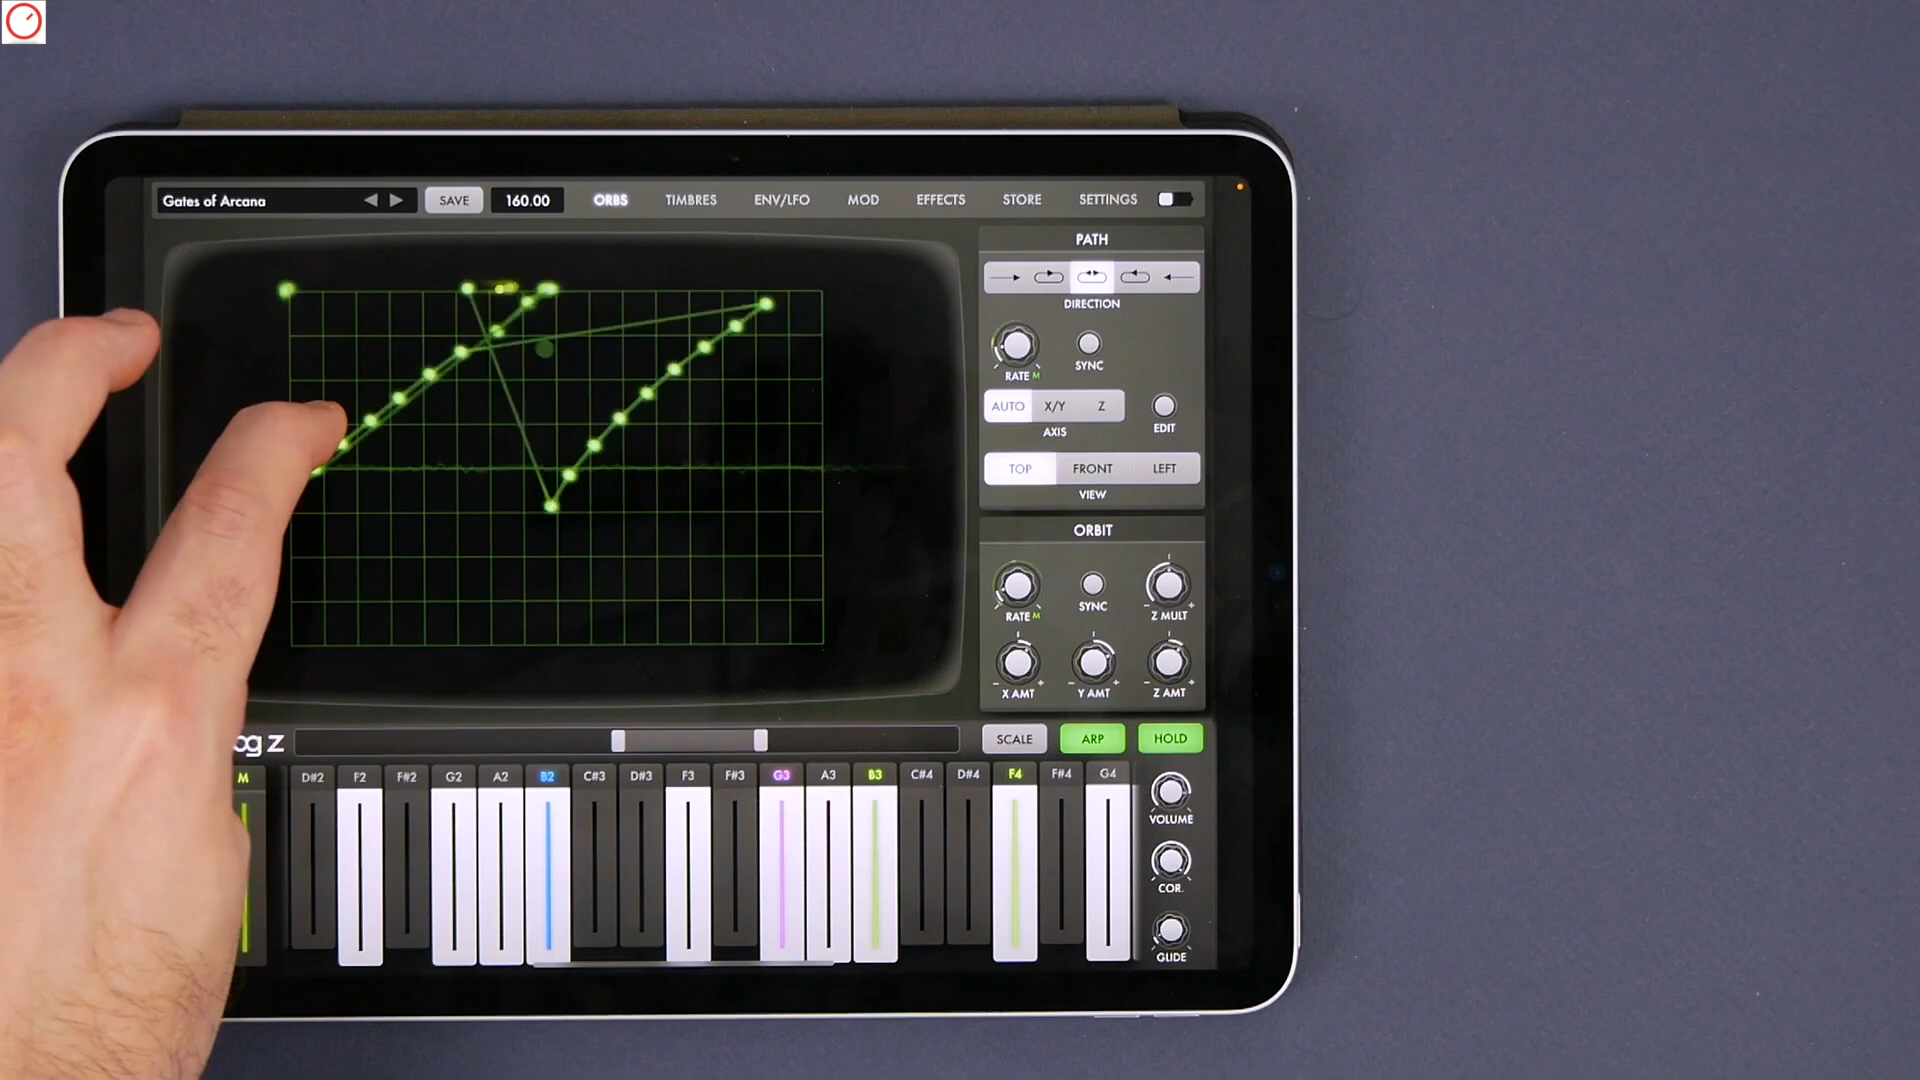 Gates of Arcana SAVE 160.00 ORBS TIMBRES ENV/LFO MOD EFFECTS STORE SETTINGS
PATH
DIRECTION
RATE M SYNC
AUTO X/Y Z
AXIS EDIT
TOP FRONT LEFT
VIEW
ORBIT
RATE M SYNC Z MULT
X AMT Y AMT Z AMT
og z SCALE ARP HOLD
M D#2 F2 F#2 G2 A2 B2 C#3 D#3 F3 F#3 G3 A3 B3 C#4 D#4 F4 F#4 G4
VOLUME
COR.
GLIDE